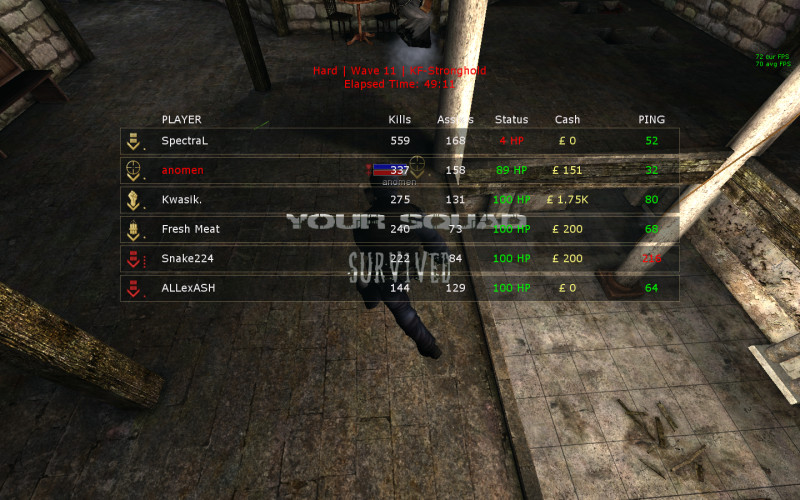 72 cur FPS
70 avg FPS
Hard | Wave 11 | KF-Stronghold
Elapsed Time: 49:14
PLAYER Kills Assists Status Cash PING
SpectraL 559 168 4 HP £ 0 52
anomen 337 158 89 HP £ 151 32
anomen
Kwasik. 275 131 100 HP £ 1.75K 80
Fresh Meat 240 73 100 HP £ 200 68
YOUR SQUAD
Snake224 222 84 100 HP £ 200
SURVIVED
ALLexASH 144 129 100 HP £ 0 64